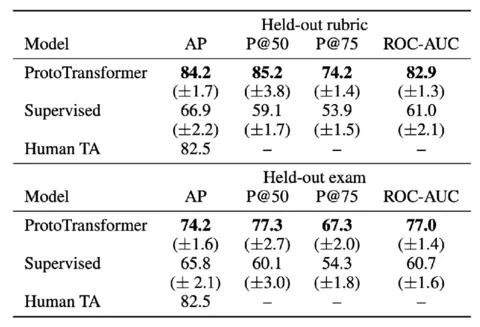 Held-out rubric
Model AP P@50 P@75 ROC-AUC
ProtoTransformer 84.2 85.2 74.2 82.9
(±1.7) (±3.8) (±1.4) (±1.3)
Supervised 66.9 59.1 53.9 61.0
(±2.2) (±1.7) (±1.5) (±2.1)
Human TA 82.5 – – –
Held-out exam
Model AP P@50 P@75 ROC-AUC
ProtoTransformer 74.2 77.3 67.3 77.0
(±1.6) (±2.7) (±2.0) (±1.4)
Supervised 65.8 60.1 54.3 60.7
(± 2.1) (±3.0) (±1.8) (±1.6)
Human TA 82.5 – – –